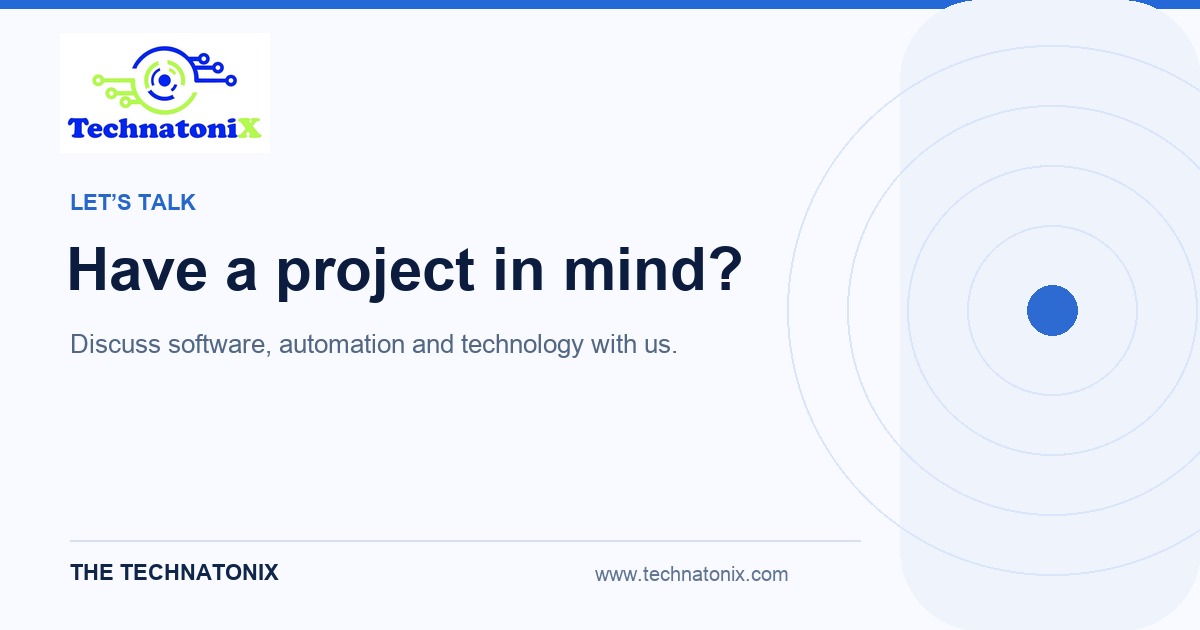 TechnatoniX
LET’S TALK
Have a project in mind?
Discuss software, automation and technology with us.
THE TECHNATONIX
www.technatonix.com